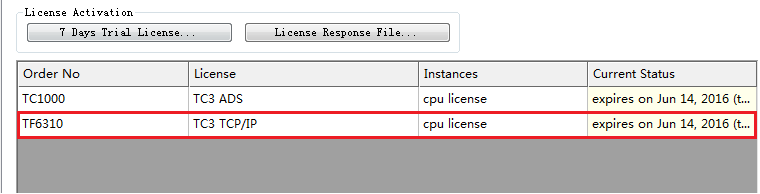 License Activation
7 Days Trial License... License Response File...
Order No License Instances Current Status
TC1000 TC3 ADS cpu license expires on Jun 14, 2016 (t...
TF6310 TC3 TCP/IP cpu license expires on Jun 14, 2016 (t...